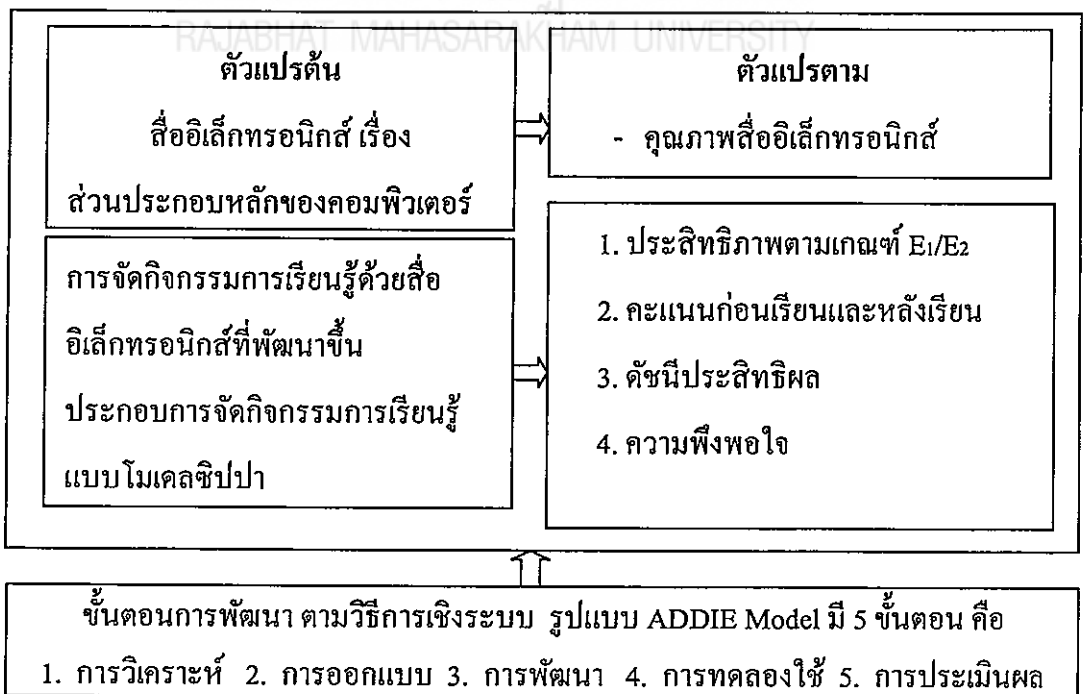 RAJABHAT MAHASARAKHAM UNIVERSITY
ตัวแปรต้น
สื่ออิเล็กทรอนิกส์ เรื่อง
ส่วนประกอบหลักของคอมพิวเตอร์
ตัวแปรตาม
- คุณภาพสื่ออิเล็กทรอนิกส์
การจัดกิจกรรมการเรียนรู้ด้วยสื่อ
อิเล็กทรอนิกส์ที่พัฒนาขึ้น
ประกอบการจัดกิจกรรมการเรียนรู้
แบบโมเดลซิปปา
1. ประสิทธิภาพตามเกณฑ์ E1/E2
2. คะแนนก่อนเรียนและหลังเรียน
3. ดัชนีประสิทธิผล
4. ความพึงพอใจ
ขั้นตอนการพัฒนา ตามวิธีการเชิงระบบ รูปแบบ ADDIE Model มี 5 ขั้นตอน คือ
1. การวิเคราะห์ 2. การออกแบบ 3. การพัฒนา 4. การทดลองใช้ 5. การประเมินผล